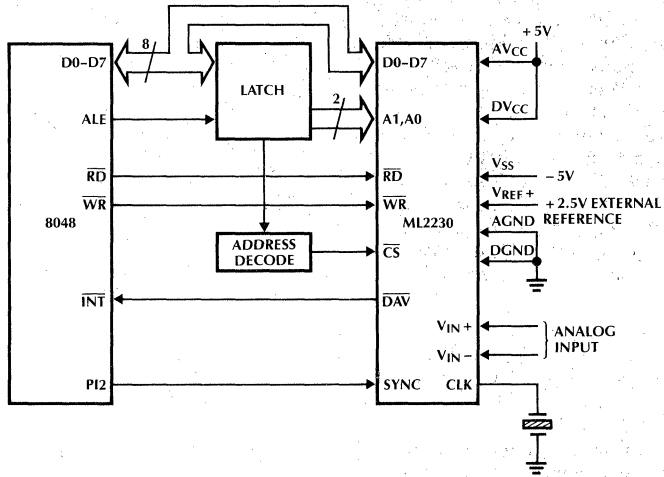 8
D0–D7
LATCH
D0–D7
AVCC
+5V
ALE
2
A1, A0
DVCC
RD
RD
VSS
–5V
WR
WR
VREF +
+2.5V EXTERNAL
REFERENCE
8048
ML2230
AGND
ADDRESS
DECODE
CS
DGND
INT
DAV
VIN +
VIN –
ANALOG
INPUT
PI2
SYNC
CLK